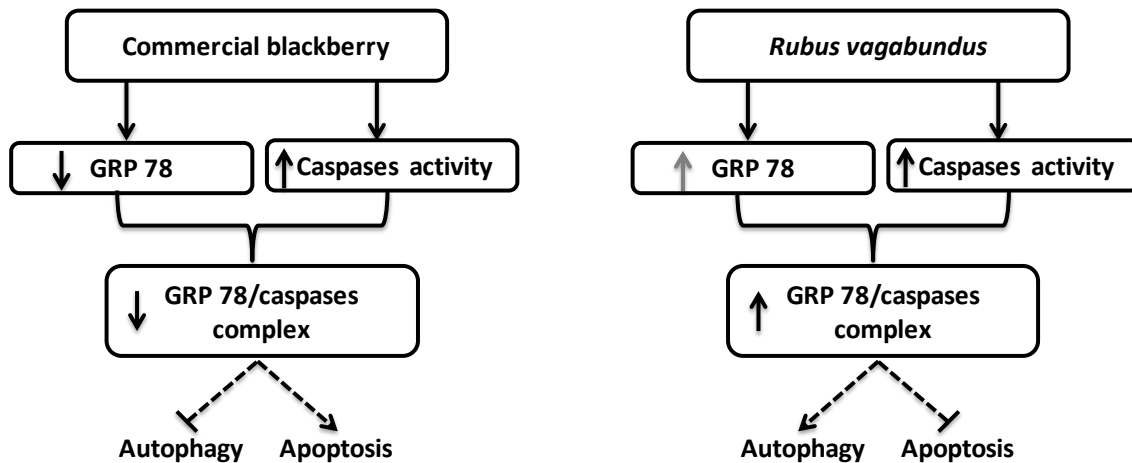 Commercial blackberry
GRP 78
Caspases activity
GRP 78/caspases
complex
Autophagy
Apoptosis
Rubus vagabundus
GRP 78
Caspases activity
GRP 78/caspases
complex
Autophagy
Apoptosis